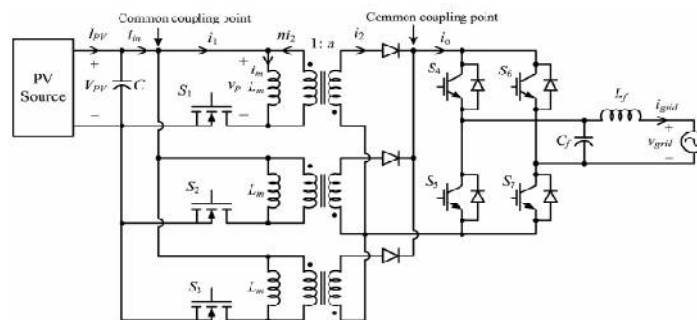 Common coupling point
Common coupling point
I_PV
I_in
i_1
ni_2
1: a
i_2
i_o
PV
Source
+
V_PV
−
C
S_1
+
v_P
−
i_m
L_m
S_4
S_6
L_f
i_grid
C_f
+
v_grid
−
S_2
L_m
S_5
S_7
S_3
L_m